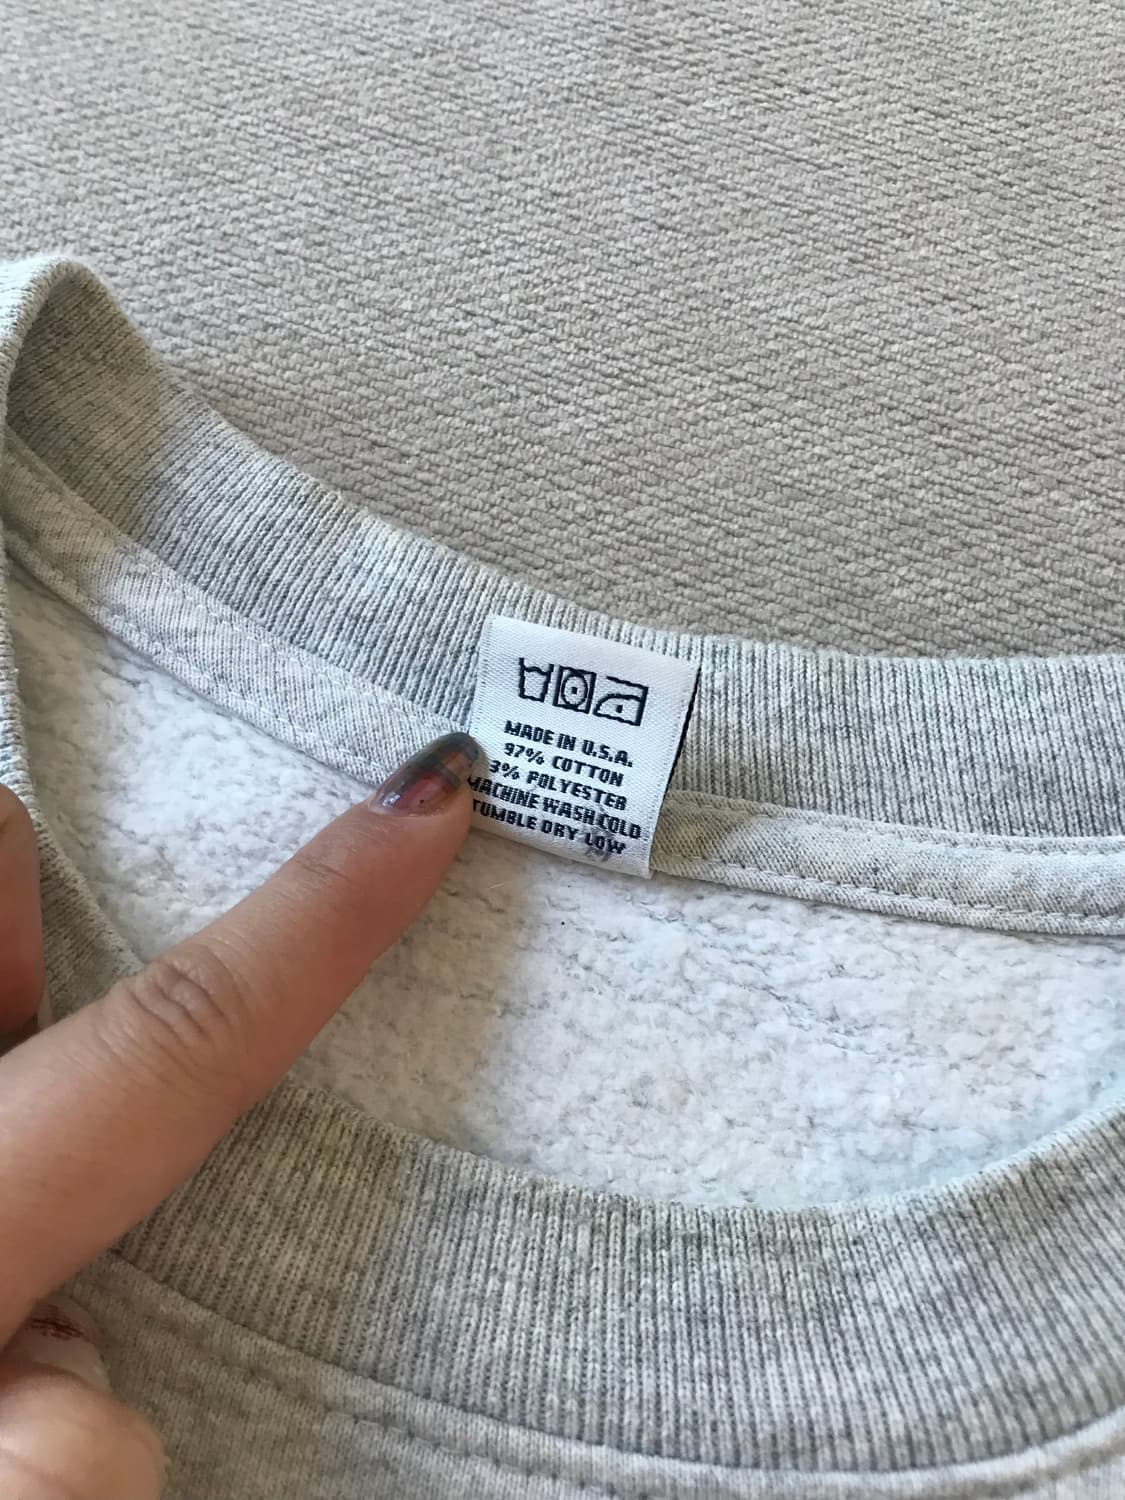 MADE IN U.S.A.
97% COTTON
3% POLYESTER
MACHINE WASH COLD
TUMBLE DRY LOW